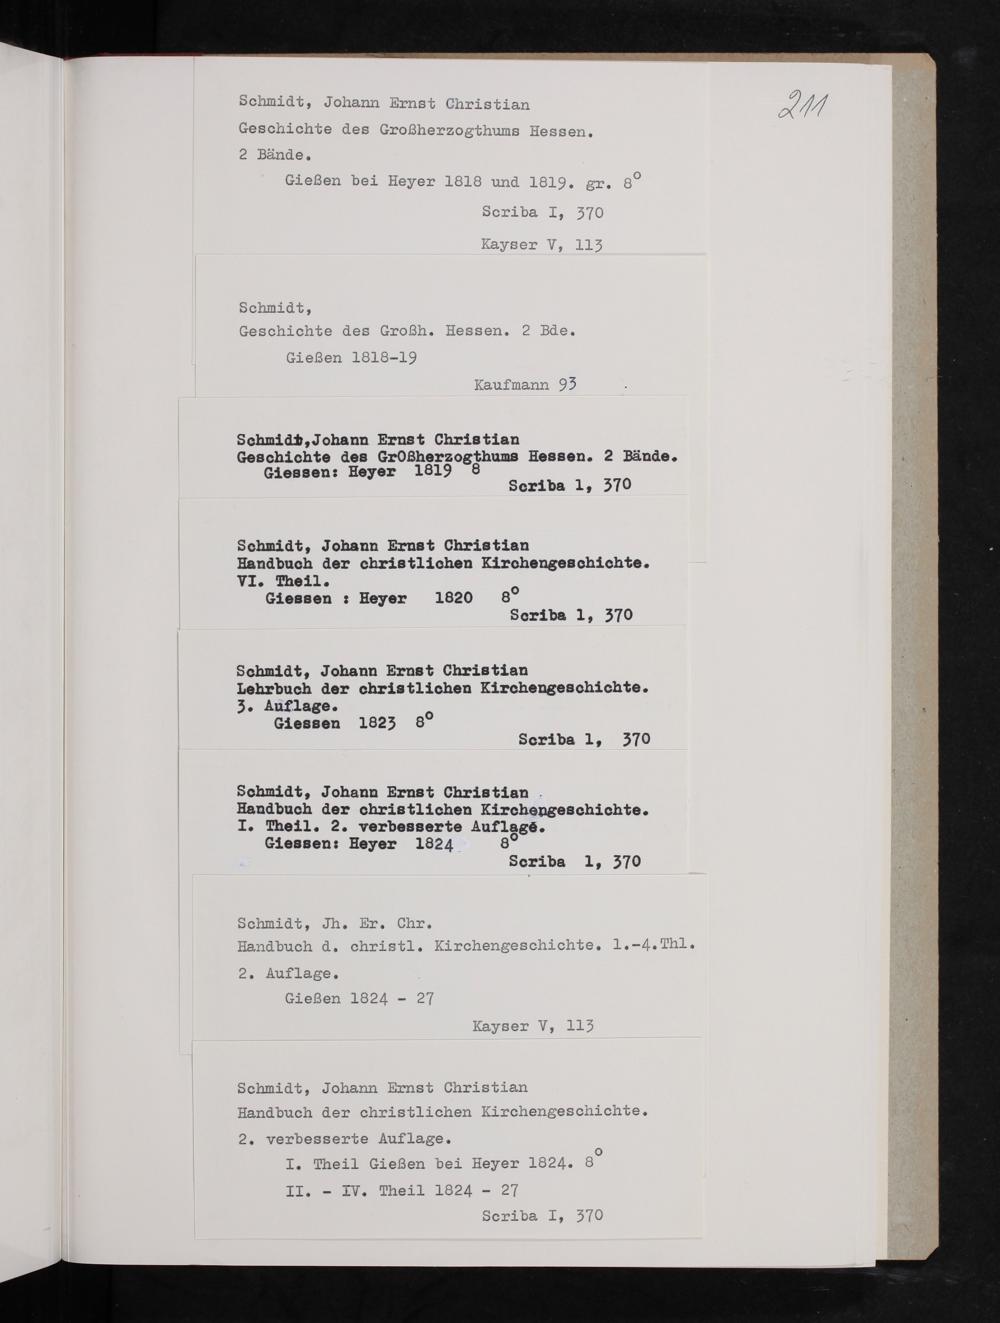 211
Schmidt, Johann Ernst Christian
Geschichte des Großherzogthums Hessen.
2 Bände.
Gießen bei Heyer 1818 und 1819. gr. 8°
Scriba I, 370
Kayser V, 113
Schmidt,
Geschichte des Großh. Hessen. 2 Bde.
Gießen 1818-19
Kaufmann 93
Schmidt,Johann Ernst Christian
Geschichte des GrOßherzogthums Hessen. 2 Bände.
Giessen: Heyer 1819 8
Scriba 1, 370
Schmidt, Johann Ernst Christian
Handbuch der christlichen Kirchengeschichte.
VI. Theil.
Giessen : Heyer 1820 8°
Scriba 1, 370
Schmidt, Johann Ernst Christian
Lehrbuch der christlichen Kirchengeschichte.
3. Auflage.
Giessen 1823 8°
Scriba 1, 370
Schmidt, Johann Ernst Christian
Handbuch der christlichen Kirchengeschichte.
I. Theil. 2. verbesserte Auflage.
Giessen: Heyer 1824 8°
Scriba 1, 370
Schmidt, Jh. Er. Chr.
Handbuch d. christl. Kirchengeschichte. 1.-4.Thl.
2. Auflage.
Gießen 1824 - 27
Kayser V, 113
Schmidt, Johann Ernst Christian
Handbuch der christlichen Kirchengeschichte.
2. verbesserte Auflage.
I. Theil Gießen bei Heyer 1824. 8°
II. - IV. Theil 1824 - 27
Scriba I, 370